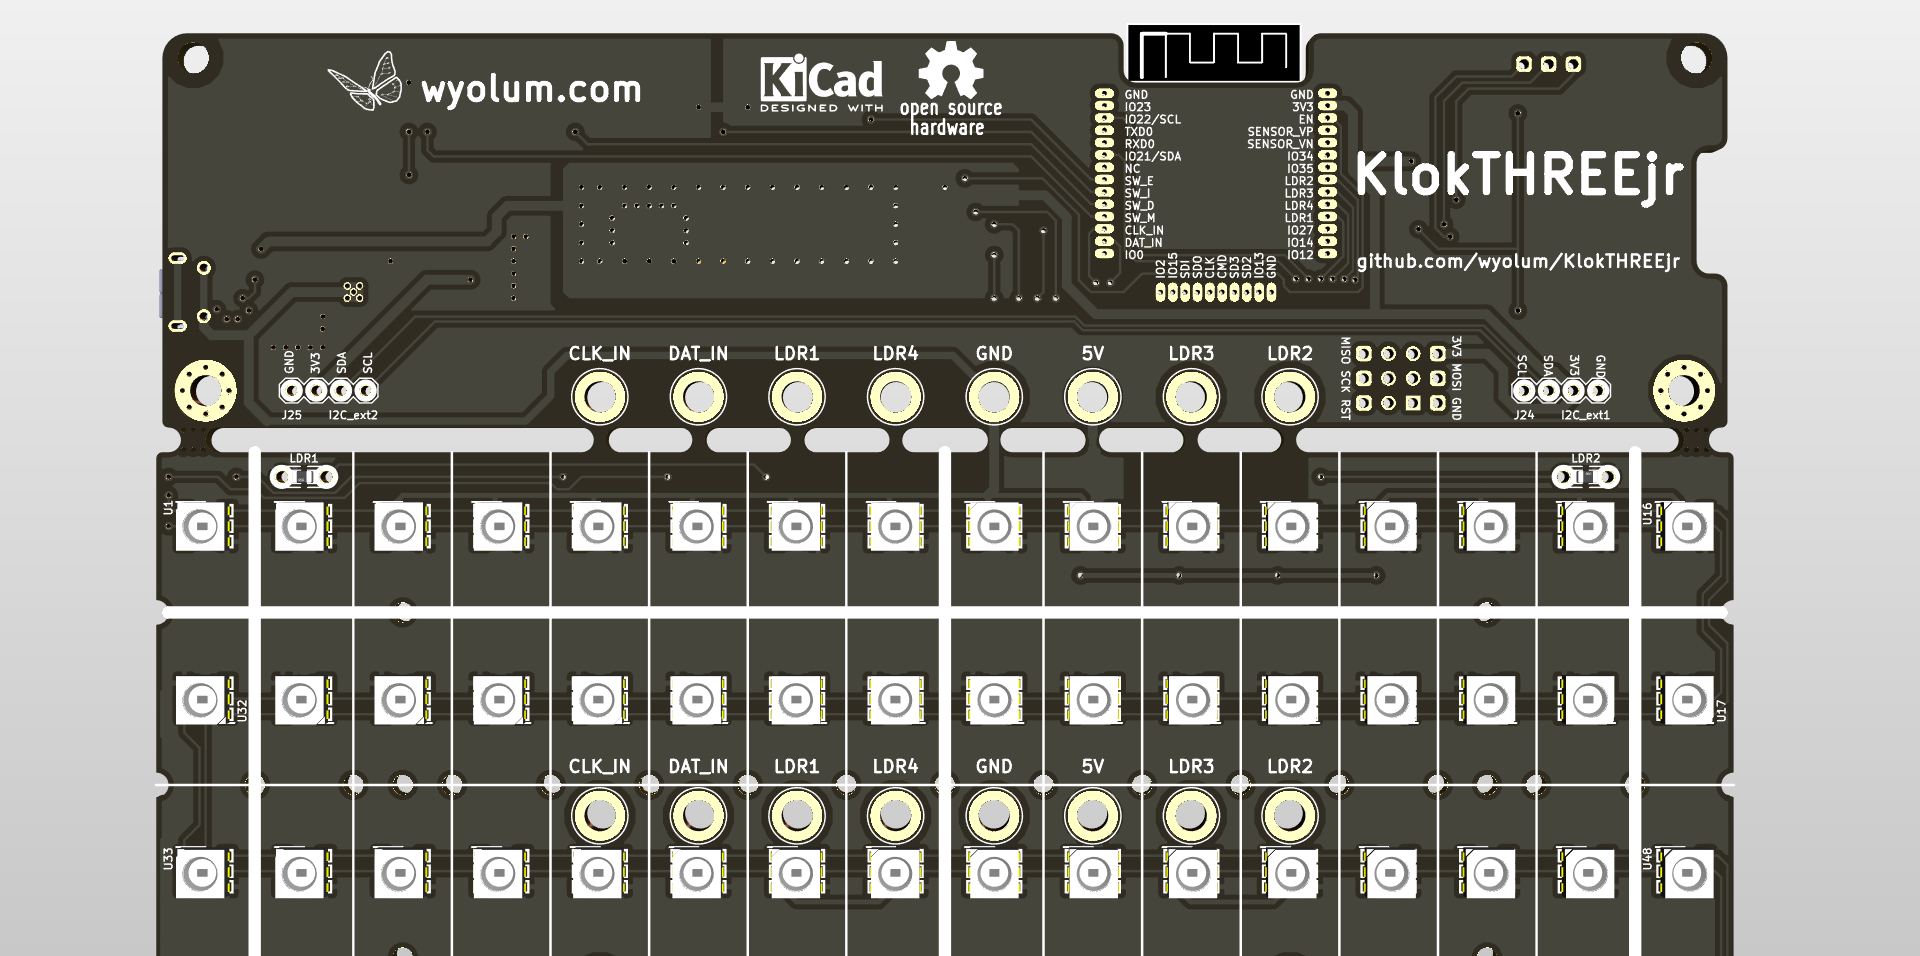 wyolum.com
KiCad
DESIGNED WITH
open source
hardware
GND
IO23
IO22/SCL
TXD0
RXD0
IO21/SDA
NC
SW_E
SW_I
SW_D
SW_M
CLK_IN
DAT_IN
IO0
GND
3V3
EN
SENSOR_VP
SENSOR_VN
IO34
IO35
LDR2
LDR3
LDR4
LDR1
IO27
IO14
IO12
IO2
IO15
SDI
SDO
CLK
CMD
SD3
SD2
IO13
GND
KlokTHREEjr
github.com/wyolum/KlokTHREEjr
GND
3V3
SDA
SCL
J25
I2C_ext2
CLK_IN
DAT_IN
LDR1
LDR4
GND
5V
LDR3
LDR2
MISO SCK RST
3V3 MOSI GND
SCL
SDA
3V3
GND
J24
I2C_ext1
LDR1
LDR2
U1
U16
U32
U17
CLK_IN
DAT_IN
LDR1
LDR4
GND
5V
LDR3
LDR2
U33
U48